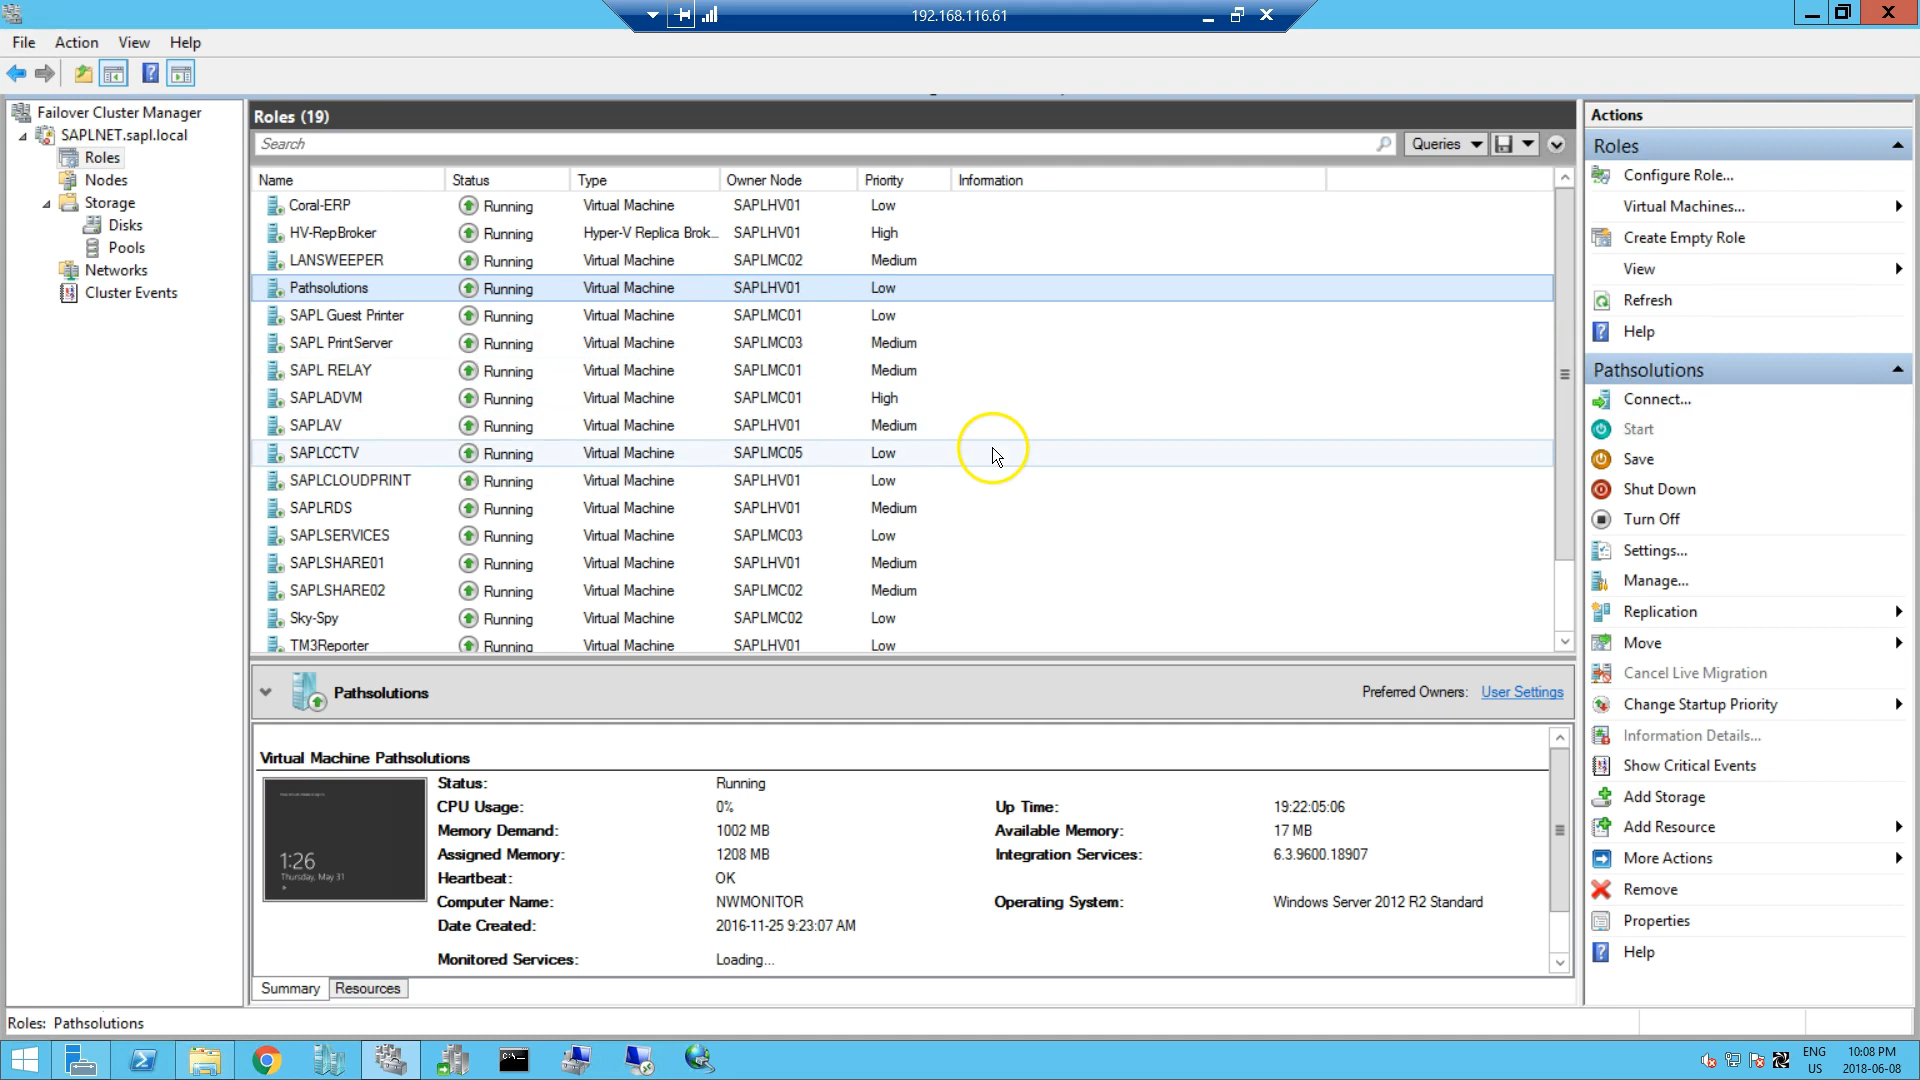 192.168.116.61
File Action View Help
Failover Cluster Manager
SAPLNET.sapl.local
Roles
Nodes
Storage
Disks
Pools
Networks
Cluster Events
Roles (19)
Search
Queries
Name Status Type Owner Node Priority Information
Coral-ERP Running Virtual Machine SAPLHV01 Low
HV-RepBroker Running Hyper-V Replica Brok... SAPLHV01 High
LANSWEEPER Running Virtual Machine SAPLMC02 Medium
Pathsolutions Running Virtual Machine SAPLHV01 Low
SAPL Guest Printer Running Virtual Machine SAPLMC01 Low
SAPL PrintServer Running Virtual Machine SAPLMC03 Medium
SAPL RELAY Running Virtual Machine SAPLMC01 Medium
SAPLADVM Running Virtual Machine SAPLMC01 High
SAPLAV Running Virtual Machine SAPLHV01 Medium
SAPLCCTV Running Virtual Machine SAPLMC05 Low
SAPLCLOUDPRINT Running Virtual Machine SAPLHV01 Low
SAPLRDS Running Virtual Machine SAPLHV01 Medium
SAPLSERVICES Running Virtual Machine SAPLMC03 Low
SAPLSHARE01 Running Virtual Machine SAPLHV01 Medium
SAPLSHARE02 Running Virtual Machine SAPLMC02 Medium
Sky-Spy Running Virtual Machine SAPLMC02 Low
TM3Reporter Running Virtual Machine SAPLHV01 Low
Pathsolutions Preferred Owners: User Settings
Virtual Machine Pathsolutions
Status: Running
CPU Usage: 0% Up Time: 19:22:05:06
Memory Demand: 1002 MB Available Memory: 17 MB
Assigned Memory: 1208 MB Integration Services: 6.3.9600.18907
Heartbeat: OK
Computer Name: NWMONITOR Operating System: Windows Server 2012 R2 Standard
Date Created: 2016-11-25 9:23:07 AM
Monitored Services: Loading...
1:26
Thursday, May 31
Summary Resources
Actions
Roles
Configure Role...
Virtual Machines...
Create Empty Role
View
Refresh
Help
Pathsolutions
Connect...
Start
Save
Shut Down
Turn Off
Settings...
Manage...
Replication
Move
Cancel Live Migration
Change Startup Priority
Information Details...
Show Critical Events
Add Storage
Add Resource
More Actions
Remove
Properties
Help
Roles: Pathsolutions
ENG
US
10:08 PM
2018-06-08